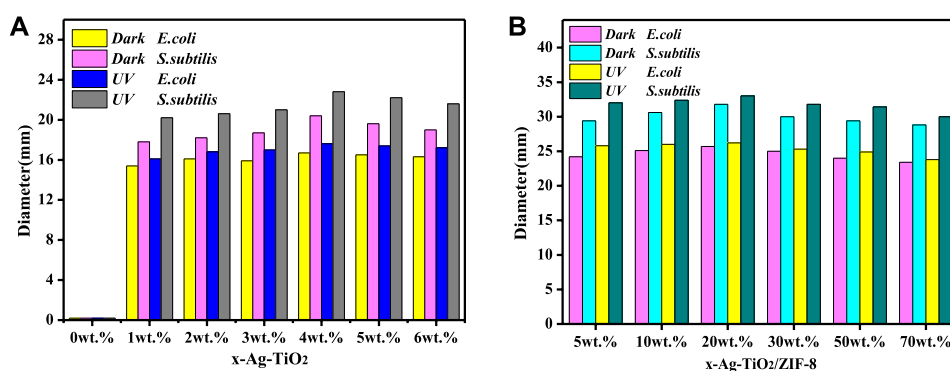 A
28
24
20
16
12
8
4
0
Diameter(mm)
Dark E.coli
Dark S.subtilis
UV E.coli
UV S.subtilis
0wt.% 1wt.% 2wt.% 3wt.% 4wt.% 5wt.% 6wt.%
x-Ag-TiO2
B
40
35
30
25
20
15
10
5
0
Diameter(mm)
Dark E.coli
Dark S.subtilis
UV E.coli
UV S.subtilis
5wt.% 10wt.% 20wt.% 30wt.% 50wt.% 70wt.%
x-Ag-TiO2/ZIF-8